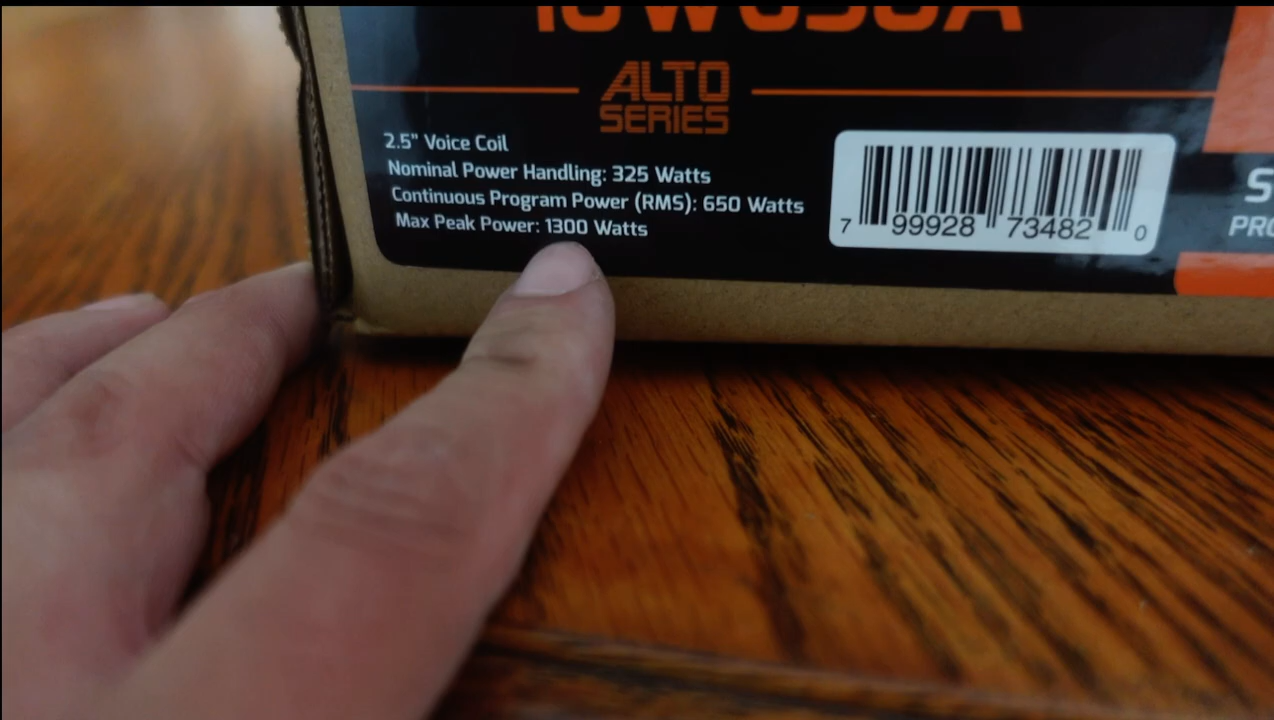 10W650A
ALTO
SERIES
2.5" Voice Coil
Nominal Power Handling: 325 Watts
Continuous Program Power (RMS): 650 Watts
Max Peak Power: 1300 Watts
7 99928 73482 0